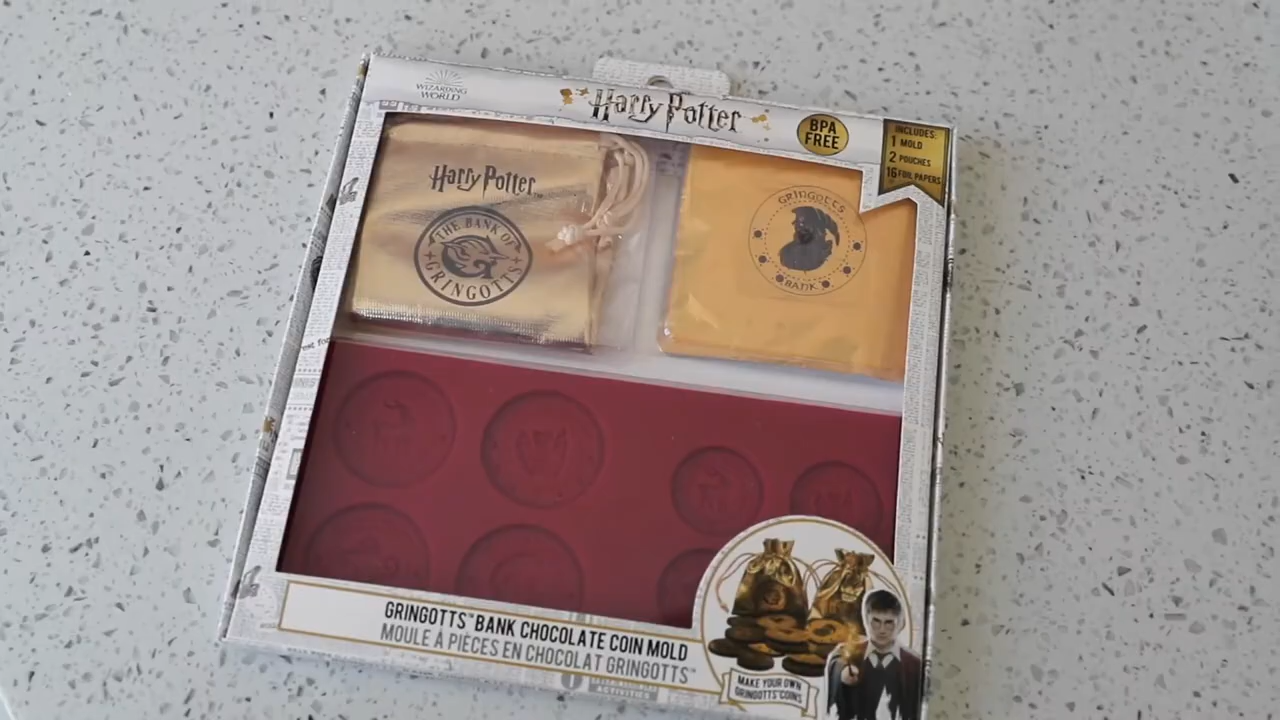 WIZARDING
WORLD
Harry Potter
BPA
FREE
INCLUDES:
1 MOLD
2 POUCHES
16 FOIL PAPERS
Harry Potter
THE BANK OF
GRINGOTTS
GRINGOTTS
BANK
GRINGOTTS™ BANK CHOCOLATE COIN MOLD
MOULE À PIÈCES EN CHOCOLAT GRINGOTTS™
MAKE YOUR OWN
GRINGOTTS™ COINS
ACTIVITIES